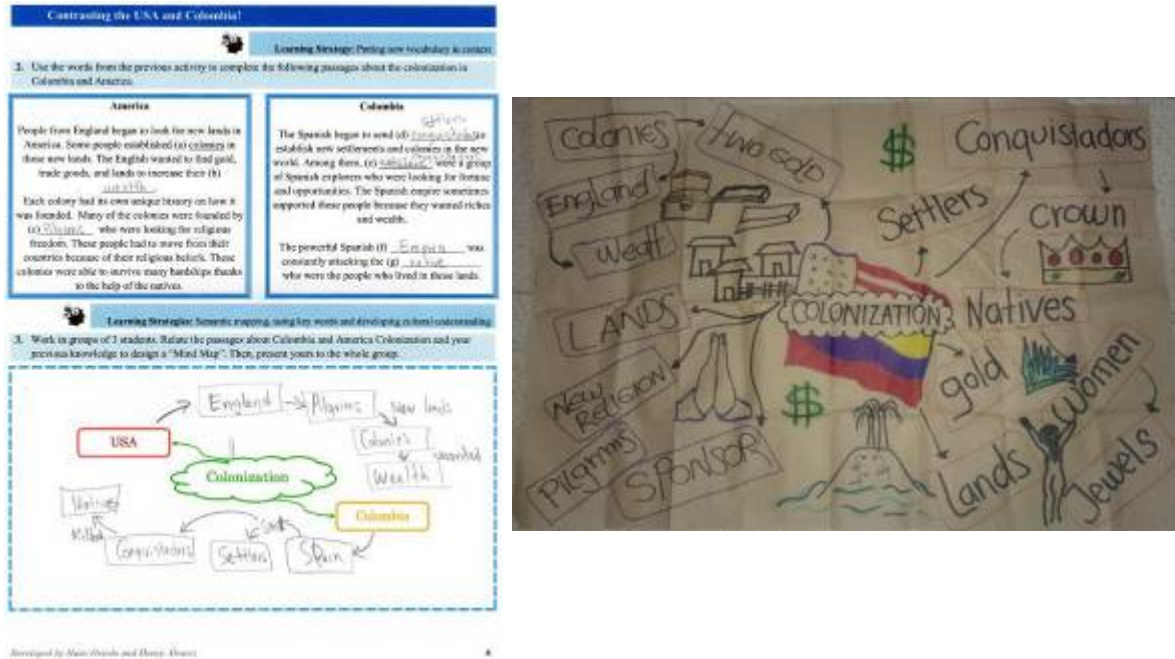 Contrasting the USA and Colombia!
Learning Strategy: Putting new vocabulary in context
2. Use the words from the previous activity to complete the following passages about the colonization in
Colombia and America.
America
People from England began to look for new lands in
America. Some people established (a) colonies in
those new lands. The English wanted to find gold,
trade goods, and lands to increase their (b)
wealth
Each colony had its own unique history on how it
was founded. Many of the colonies were founded by
(c) Pilgrims who were looking for religious
freedom. These people had to move from their
countries because of their religious beliefs. These
colonies were able to survive many hardships thanks
to the help of the natives.
Colombia
settlers
The Spanish began to send (d) conquistadors to
establish new settlements and colonies in the new
world. Among them, (e) settlers were a group
conquistadors
of Spanish explorers who were looking for fortune
and opportunities. The Spanish empire sometimes
supported these people because they wanted riches
and wealth.
The powerful Spanish (f) Empire was
constantly attacking the (g) native
who were the people who lived in these lands.
Learning Strategies: Semantic mapping, using key words and developing cultural understanding
3. Work in groups of 3 students. Relate the passages about Colombia and America Colonization and your
previous knowledge to design a "Mind Map". Then, present yours to the whole group.
England
Pilgrims
New lands
USA
Colonies
Wealth
Colonization
Natives
Colombia
Killed
Conquistadors
Settlers
Spain
Developed by
4
COLONIES
England
Wealt
LANDS
NEW
RELIGION
PilgRims
SPONSOR
$
Conquistadors
Settlers
CROWN
COLONIZATION
Natives
gold
$
women
Lands
Jewels